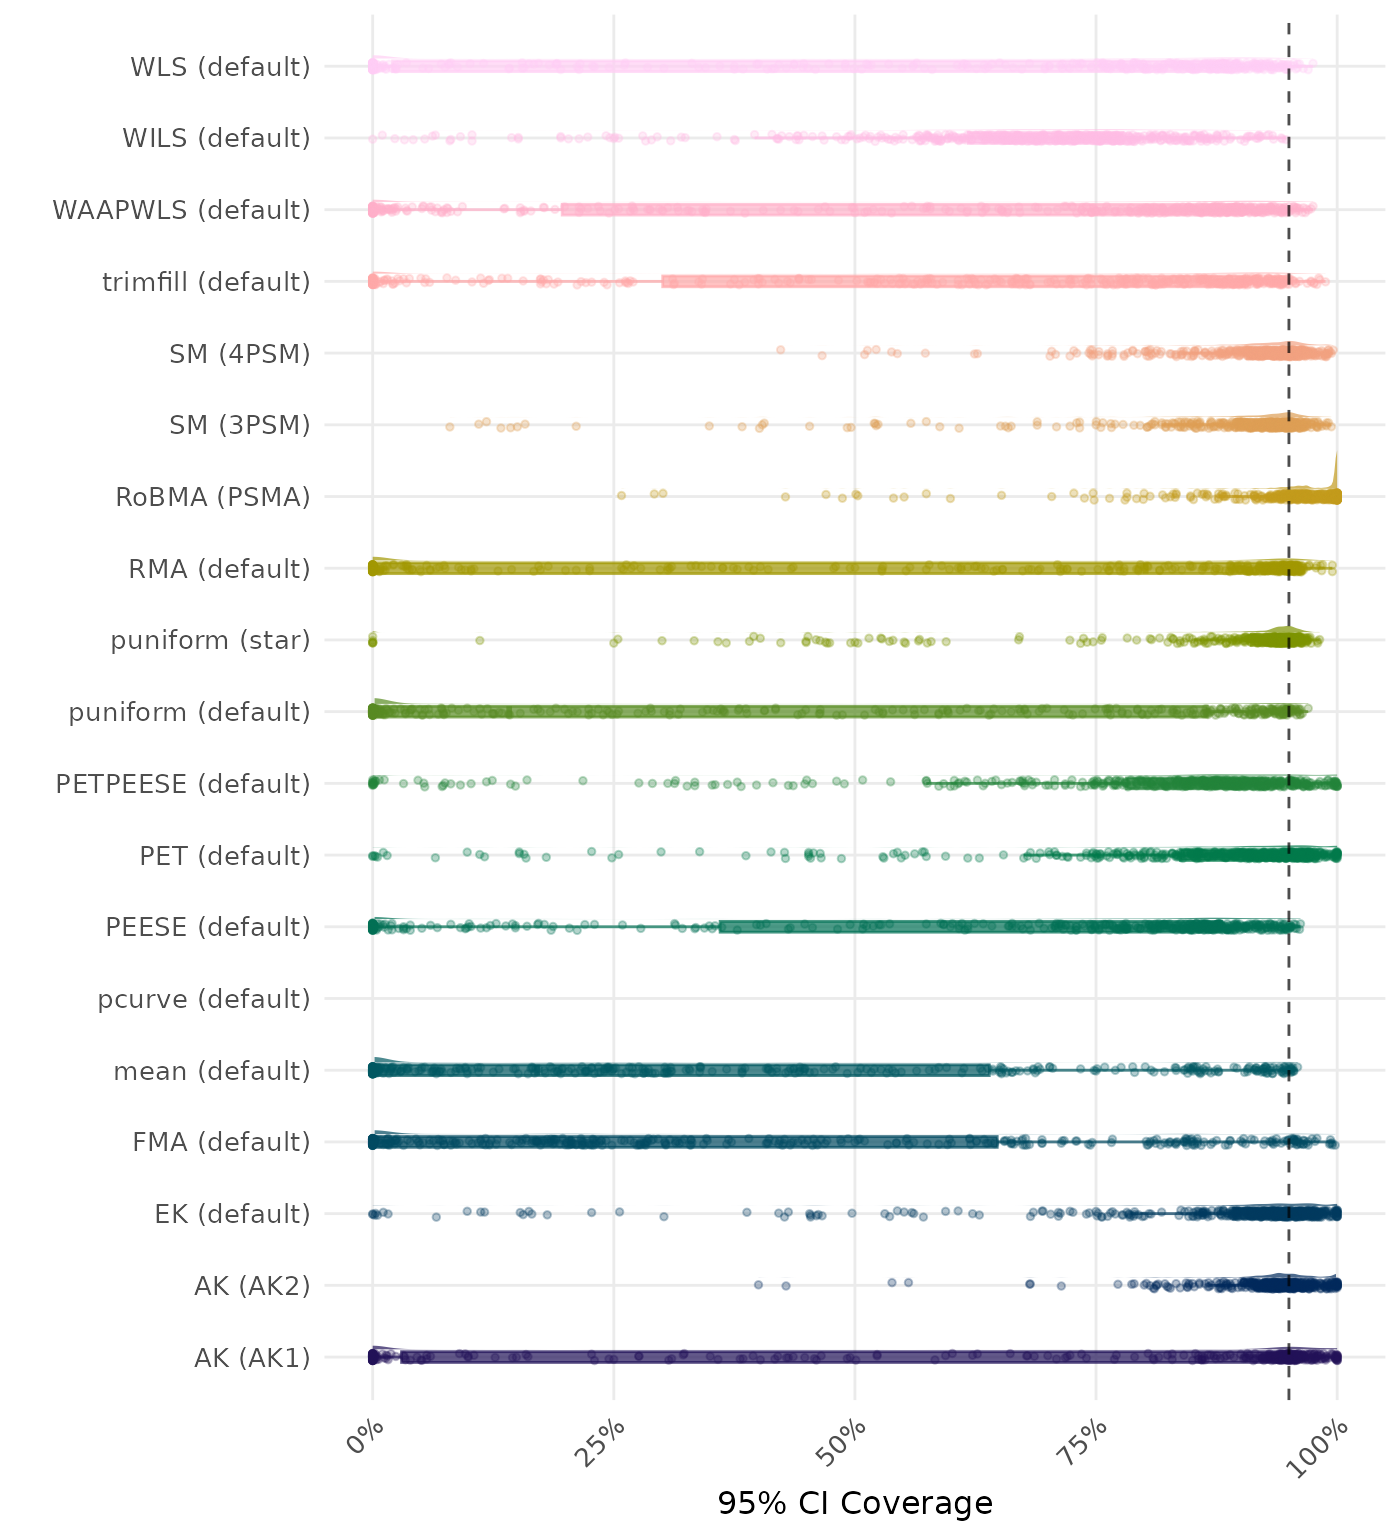 WLS (default)
WILS (default)
WAAPWLS (default)
trimfill (default)
SM (4PSM)
SM (3PSM)
RoBMA (PSMA)
RMA (default)
puniform (star)
puniform (default)
PETPEESE (default)
PET (default)
PEESE (default)
pcurve (default)
mean (default)
FMA (default)
EK (default)
AK (AK2)
AK (AK1)
0%
25%
50%
75%
100%
95% CI Coverage